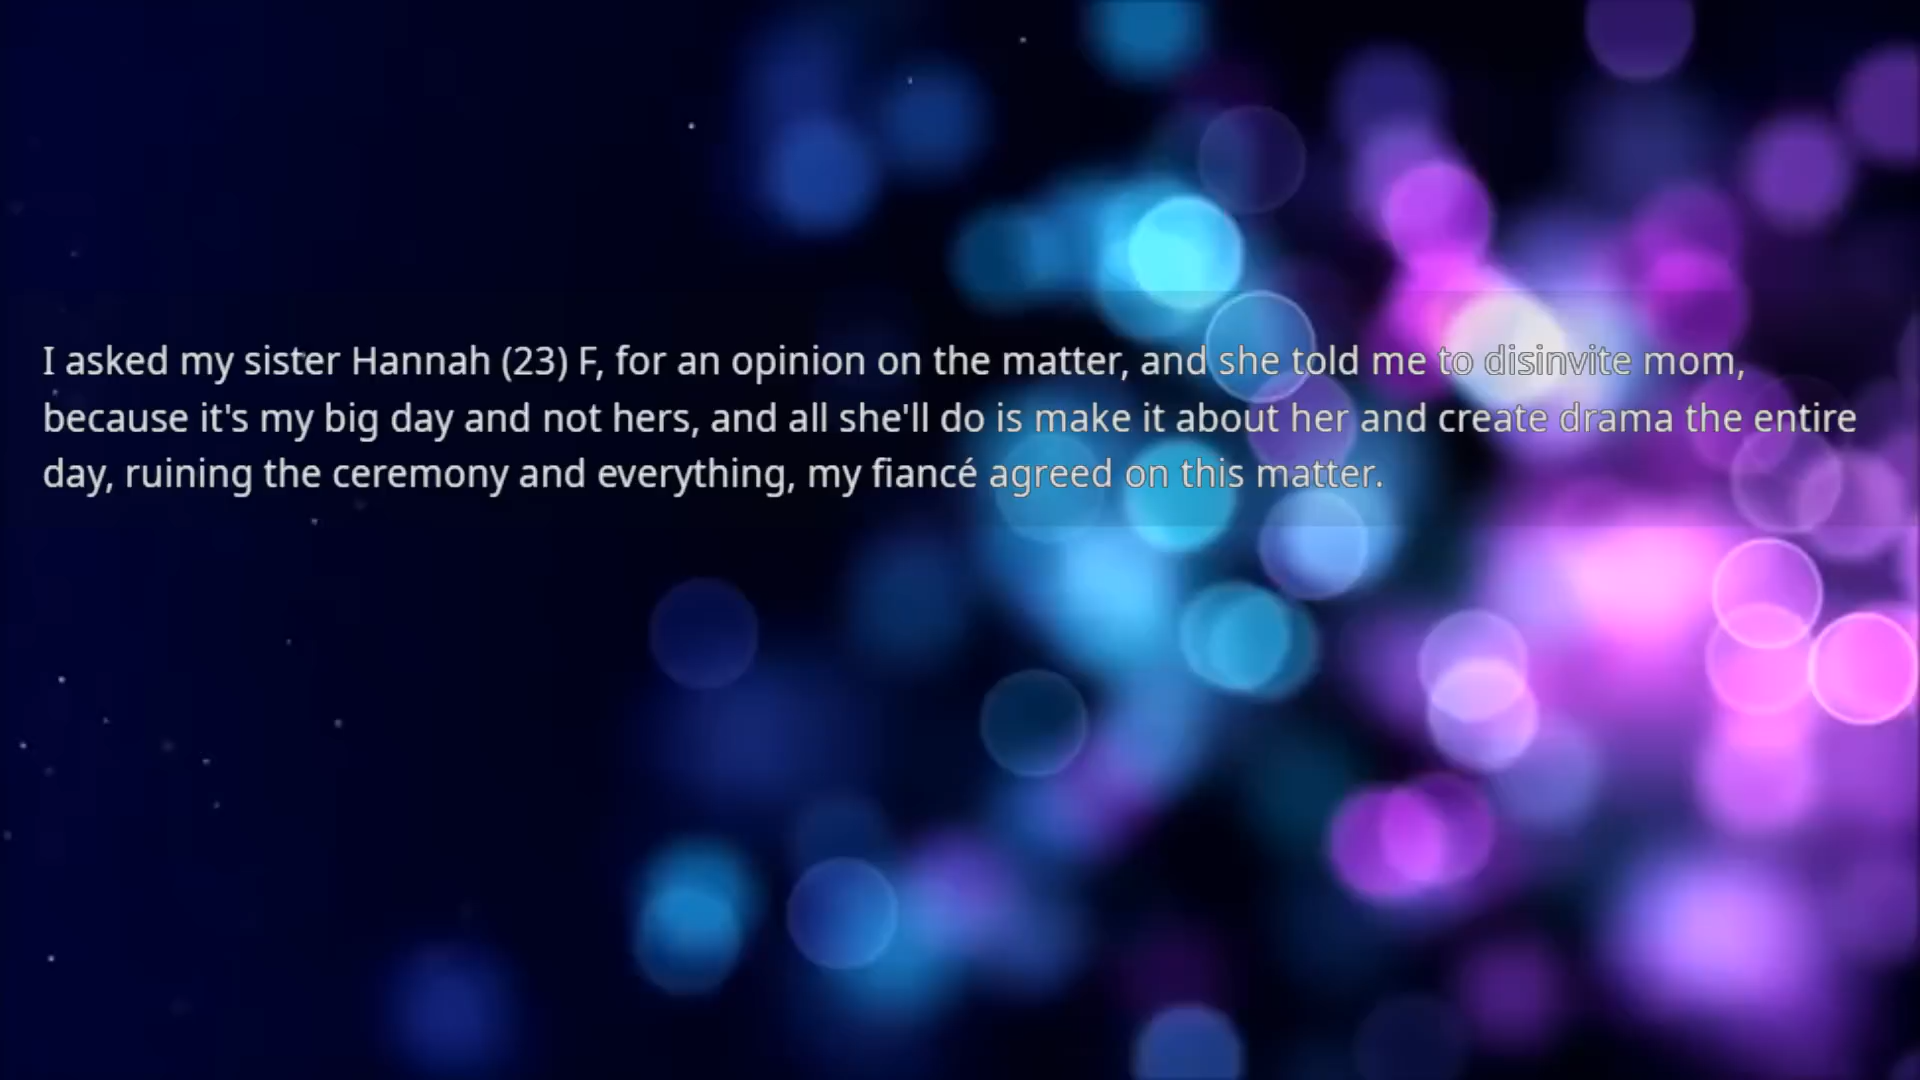 I asked my sister Hannah (23) F, for an opinion on the matter, and she told me to disinvite mom,
because it's my big day and not hers, and all she'll do is make it about her and create drama the entire
day, ruining the ceremony and everything, my fiancé agreed on this matter.